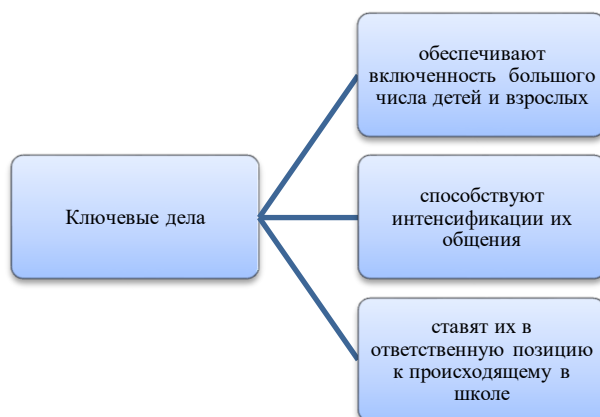 Ключевые дела
обеспечивают
включенность большого
числа детей и взрослых
способствуют
интенсификации их
общения
ставят их в
ответственную позицию
к происходящему в
школе